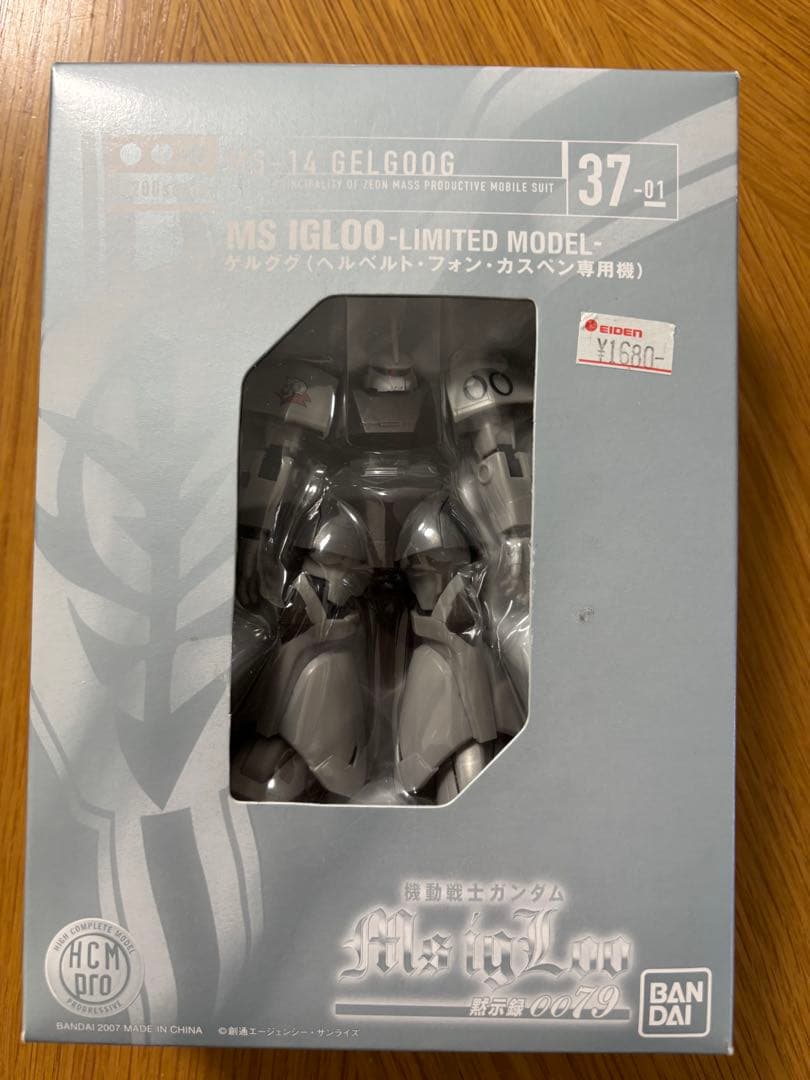 MS-14 GELGOOG
OF ZEON MASS PRODUCTIVE MOBILE SUIT
37-01
MS IGLOO -LIMITED MODEL-
ゲルググ(ヘルベルト・フォン・カスペン専用機)
EIDEN
¥1680-
00
機動戦士ガンダム
Ms igLoo
黙示録0079
HIGH COMPLETE MODEL
HCM
pro
PROGRESSIVE
BAN
DAI
BANDAI 2007 MADE IN CHINA ©創通エージェンシー・サンライズ